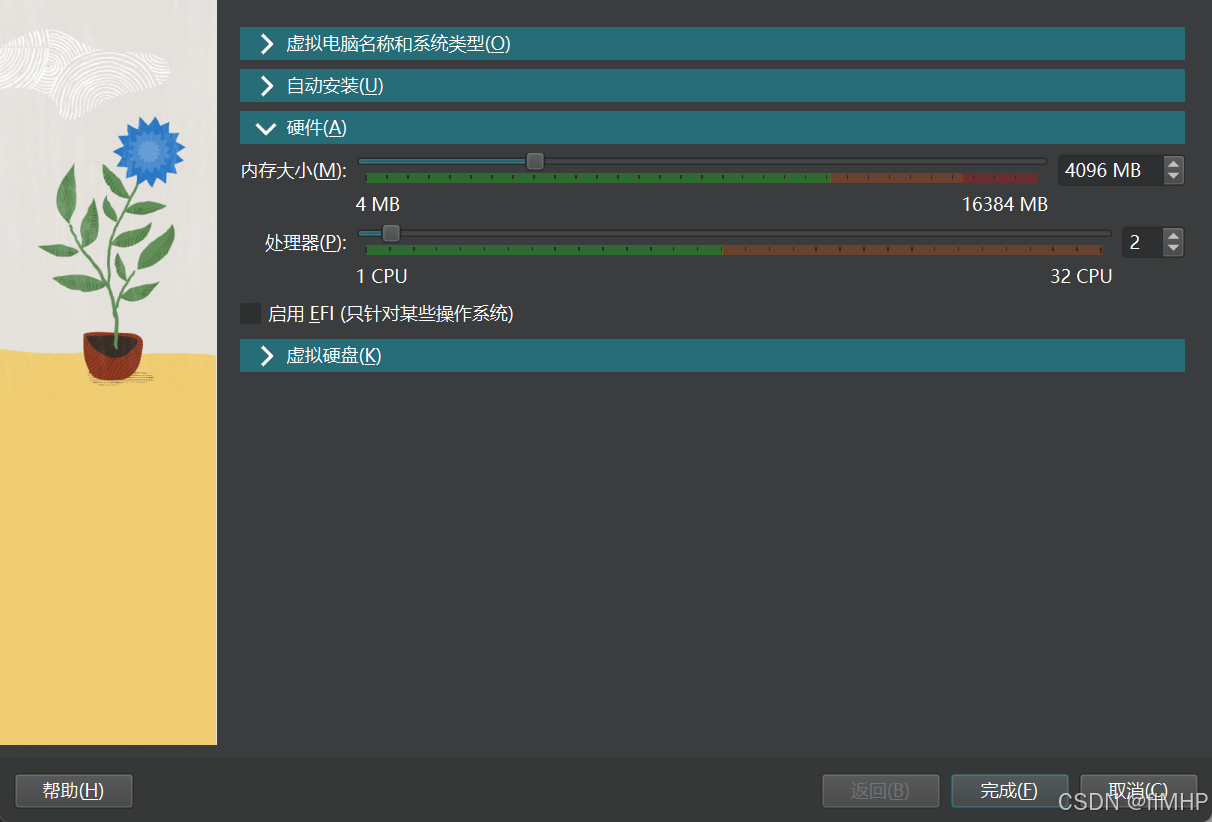 虚拟电脑名称和系统类型(O)
自动安装(U)
硬件(A)
内存大小(M): 4096 MB
4 MB 16384 MB
处理器(P): 2
1 CPU 32 CPU
启用 EFI (只针对某些操作系统)
虚拟硬盘(K)
帮助(H) 返回(B) 完成(F) 取消(C)
CSDN @IIMHP